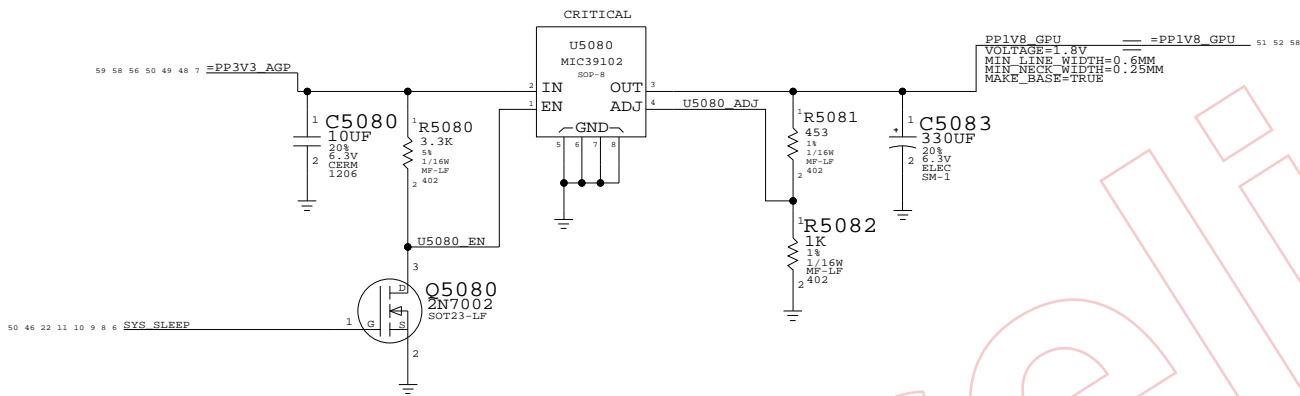 CRITICAL
U5080
MIC39102
SOP-8
2 IN OUT 3
1 EN ADJ 4
GND
5 6 7 8
59 58 56 50 49 48 7 =PP3V3_AGP
1 C5080
10UF
20%
6.3V
2 CERM
1206
1
R5080
3.3K
5%
1/16W
MF-LF
2 402
U5080_EN
3
D
Q5080
2N7002
SOT23-LF
50 46 22 11 10 9 8 6 SYS_SLEEP
1 G S
2
U5080_ADJ
1
R5081
453
1%
1/16W
MF-LF
2 402
1
R5082
1K
1%
1/16W
MF-LF
2 402
1 C5083
+ 330UF
20%
2 6.3V
ELEC
SM-1
PP1V8_GPU =PP1V8_GPU 51 52 58
VOLTAGE=1.8V
MIN_LINE_WIDTH=0.6MM
MIN_NECK_WIDTH=0.25MM
MAKE_BASE=TRUE